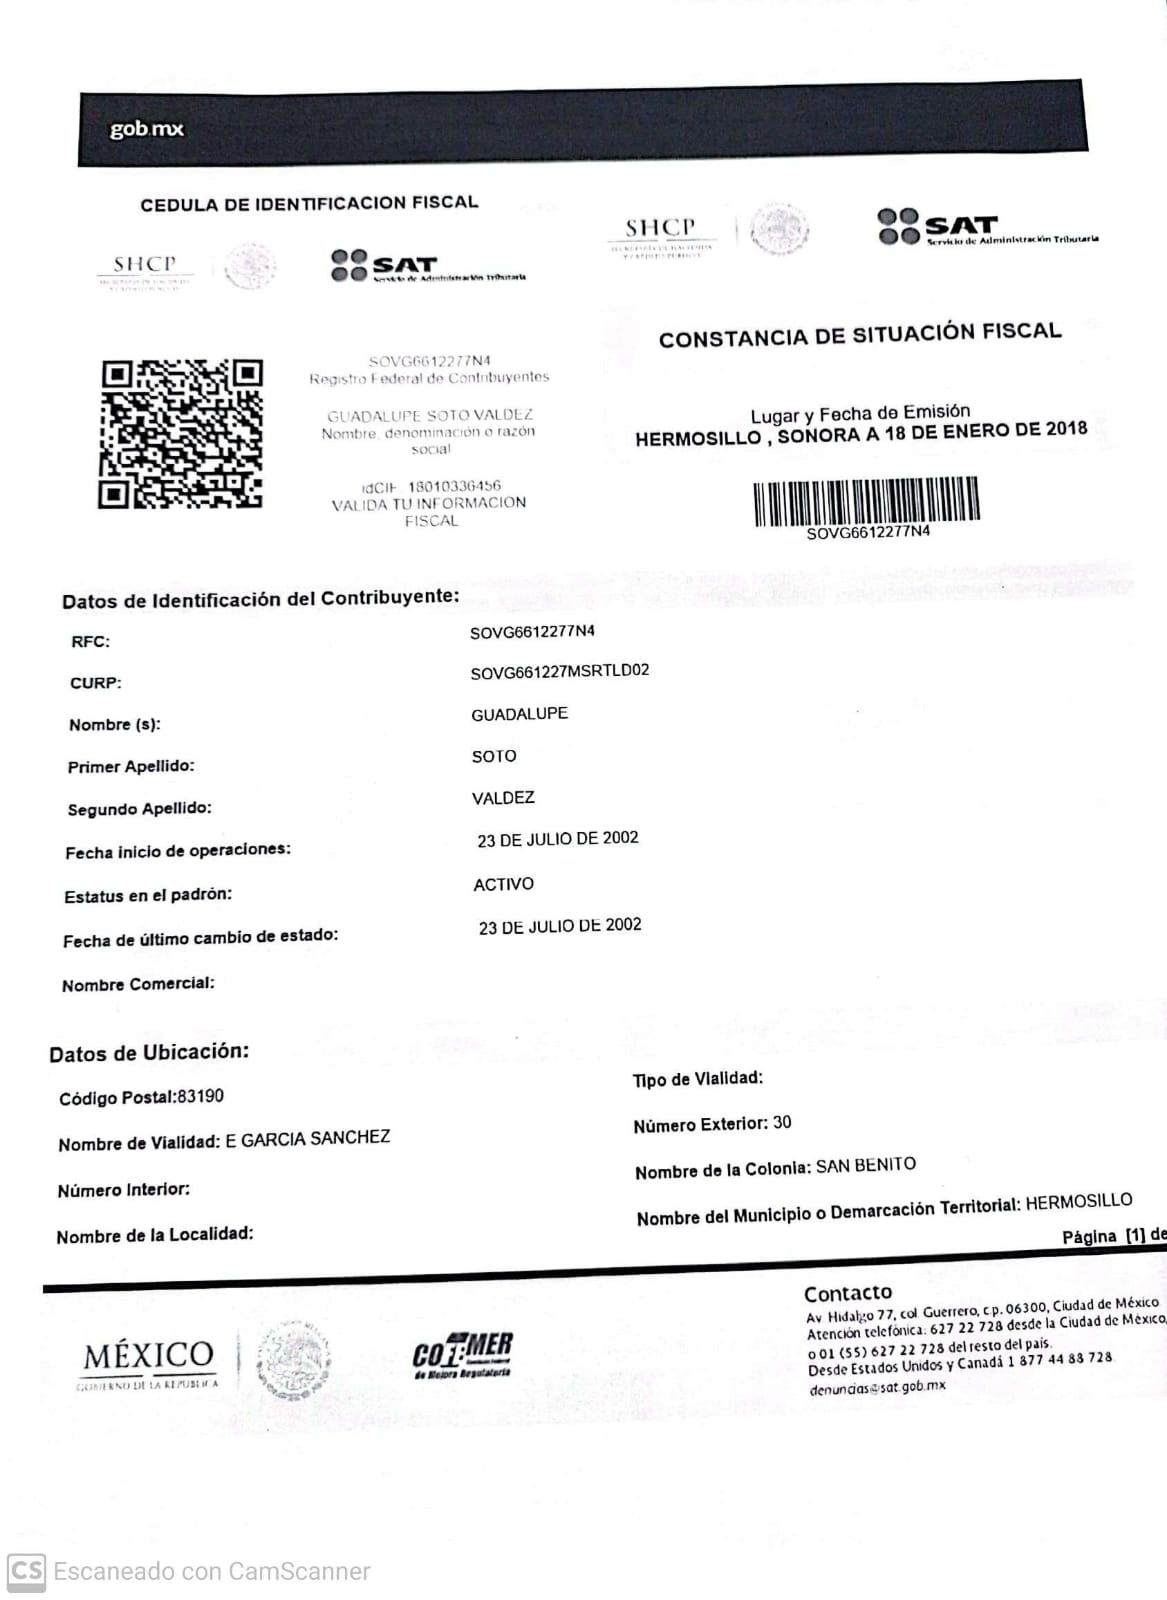 gob.mx
CEDULA DE IDENTIFICACION FISCAL
SHCP
SAT
Servicio de Administración Tributaria
SHCP
SECRETARÍA DE HACIENDA
Y CRÉDITO PÚBLICO
SAT
Servicio de Administración Tributaria
SOVG6612277N4
Registro Federal de Contribuyentes
GUADALUPE SOTO VALDEZ
Nombre, denominación o razón
social
idCIF 18010336456
VALIDA TU INFORMACION
FISCAL
CONSTANCIA DE SITUACIÓN FISCAL
Lugar y Fecha de Emisión
HERMOSILLO , SONORA A 18 DE ENERO DE 2018
SOVG6612277N4
Datos de Identificación del Contribuyente:
RFC: SOVG6612277N4
CURP: SOVG661227MSRTLD02
Nombre (s): GUADALUPE
Primer Apellido: SOTO
Segundo Apellido: VALDEZ
Fecha inicio de operaciones: 23 DE JULIO DE 2002
Estatus en el padrón: ACTIVO
Fecha de último cambio de estado: 23 DE JULIO DE 2002
Nombre Comercial:
Datos de Ubicación:
Código Postal:83190 Tipo de Vialidad:
Nombre de Vialidad: E GARCIA SANCHEZ Número Exterior: 30
Número Interior: Nombre de la Colonia: SAN BENITO
Nombre de la Localidad: Nombre del Municipio o Demarcación Territorial: HERMOSILLO
Página [1] de
MÉXICO
GOBIERNO DE LA REPÚBLICA
COFEMER
Comisión Federal
de Mejora Regulatoria
Contacto
Av. Hidalgo 77, col. Guerrero, c.p. 06300, Ciudad de México
Atención telefónica: 627 22 728 desde la Ciudad de México,
o 01 (55) 627 22 728 del resto del país.
Desde Estados Unidos y Canadá 1 877 44 88 728
denuncias@sat.gob.mx
CS Escaneado con CamScanner